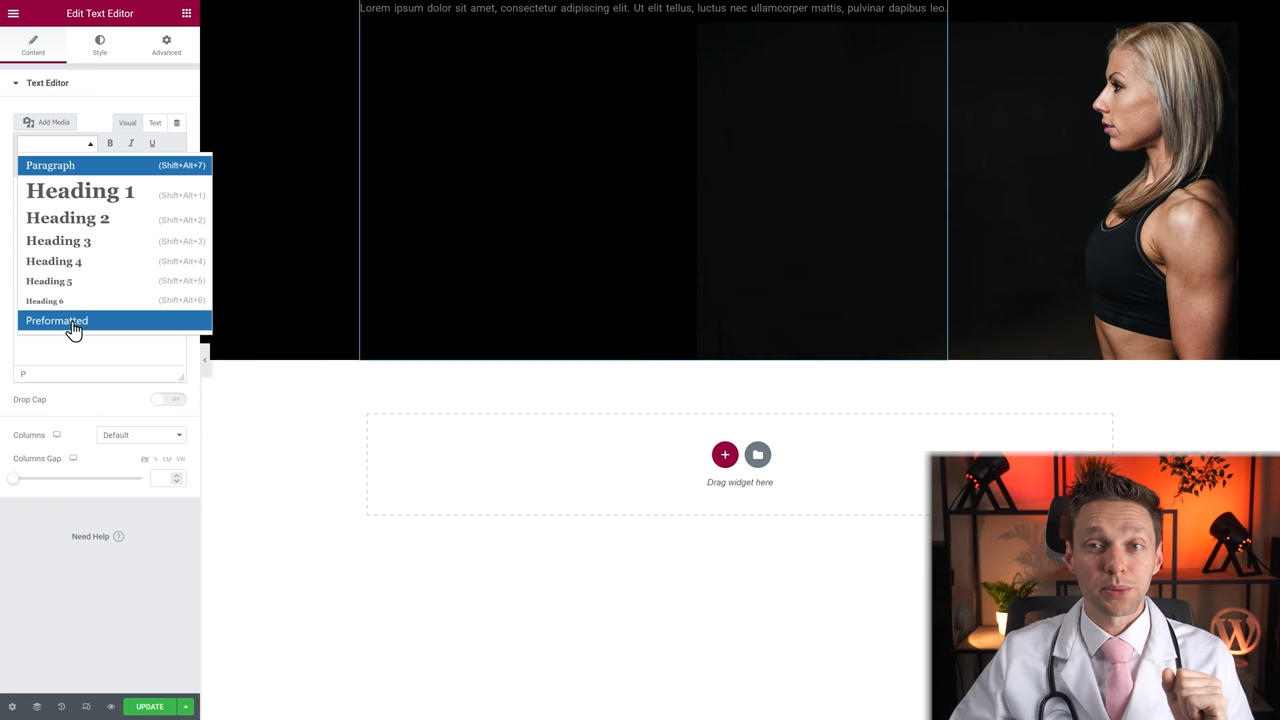 Edit Text Editor
Content
Style
Advanced
Text Editor
Add Media
Visual
Text
B
I
U
Paragraph (Shift+Alt+7)
Heading 1 (Shift+Alt+1)
Heading 2 (Shift+Alt+2)
Heading 3 (Shift+Alt+3)
Heading 4 (Shift+Alt+4)
Heading 5 (Shift+Alt+5)
Heading 6 (Shift+Alt+6)
Preformatted
P
Drop Cap
OFF
Columns
Default
Columns Gap
PX % EM VW
Need Help ?
UPDATE
Lorem ipsum dolor sit amet, consectetur adipiscing elit. Ut elit tellus, luctus nec ullamcorper mattis, pulvinar dapibus leo.
Drag widget here